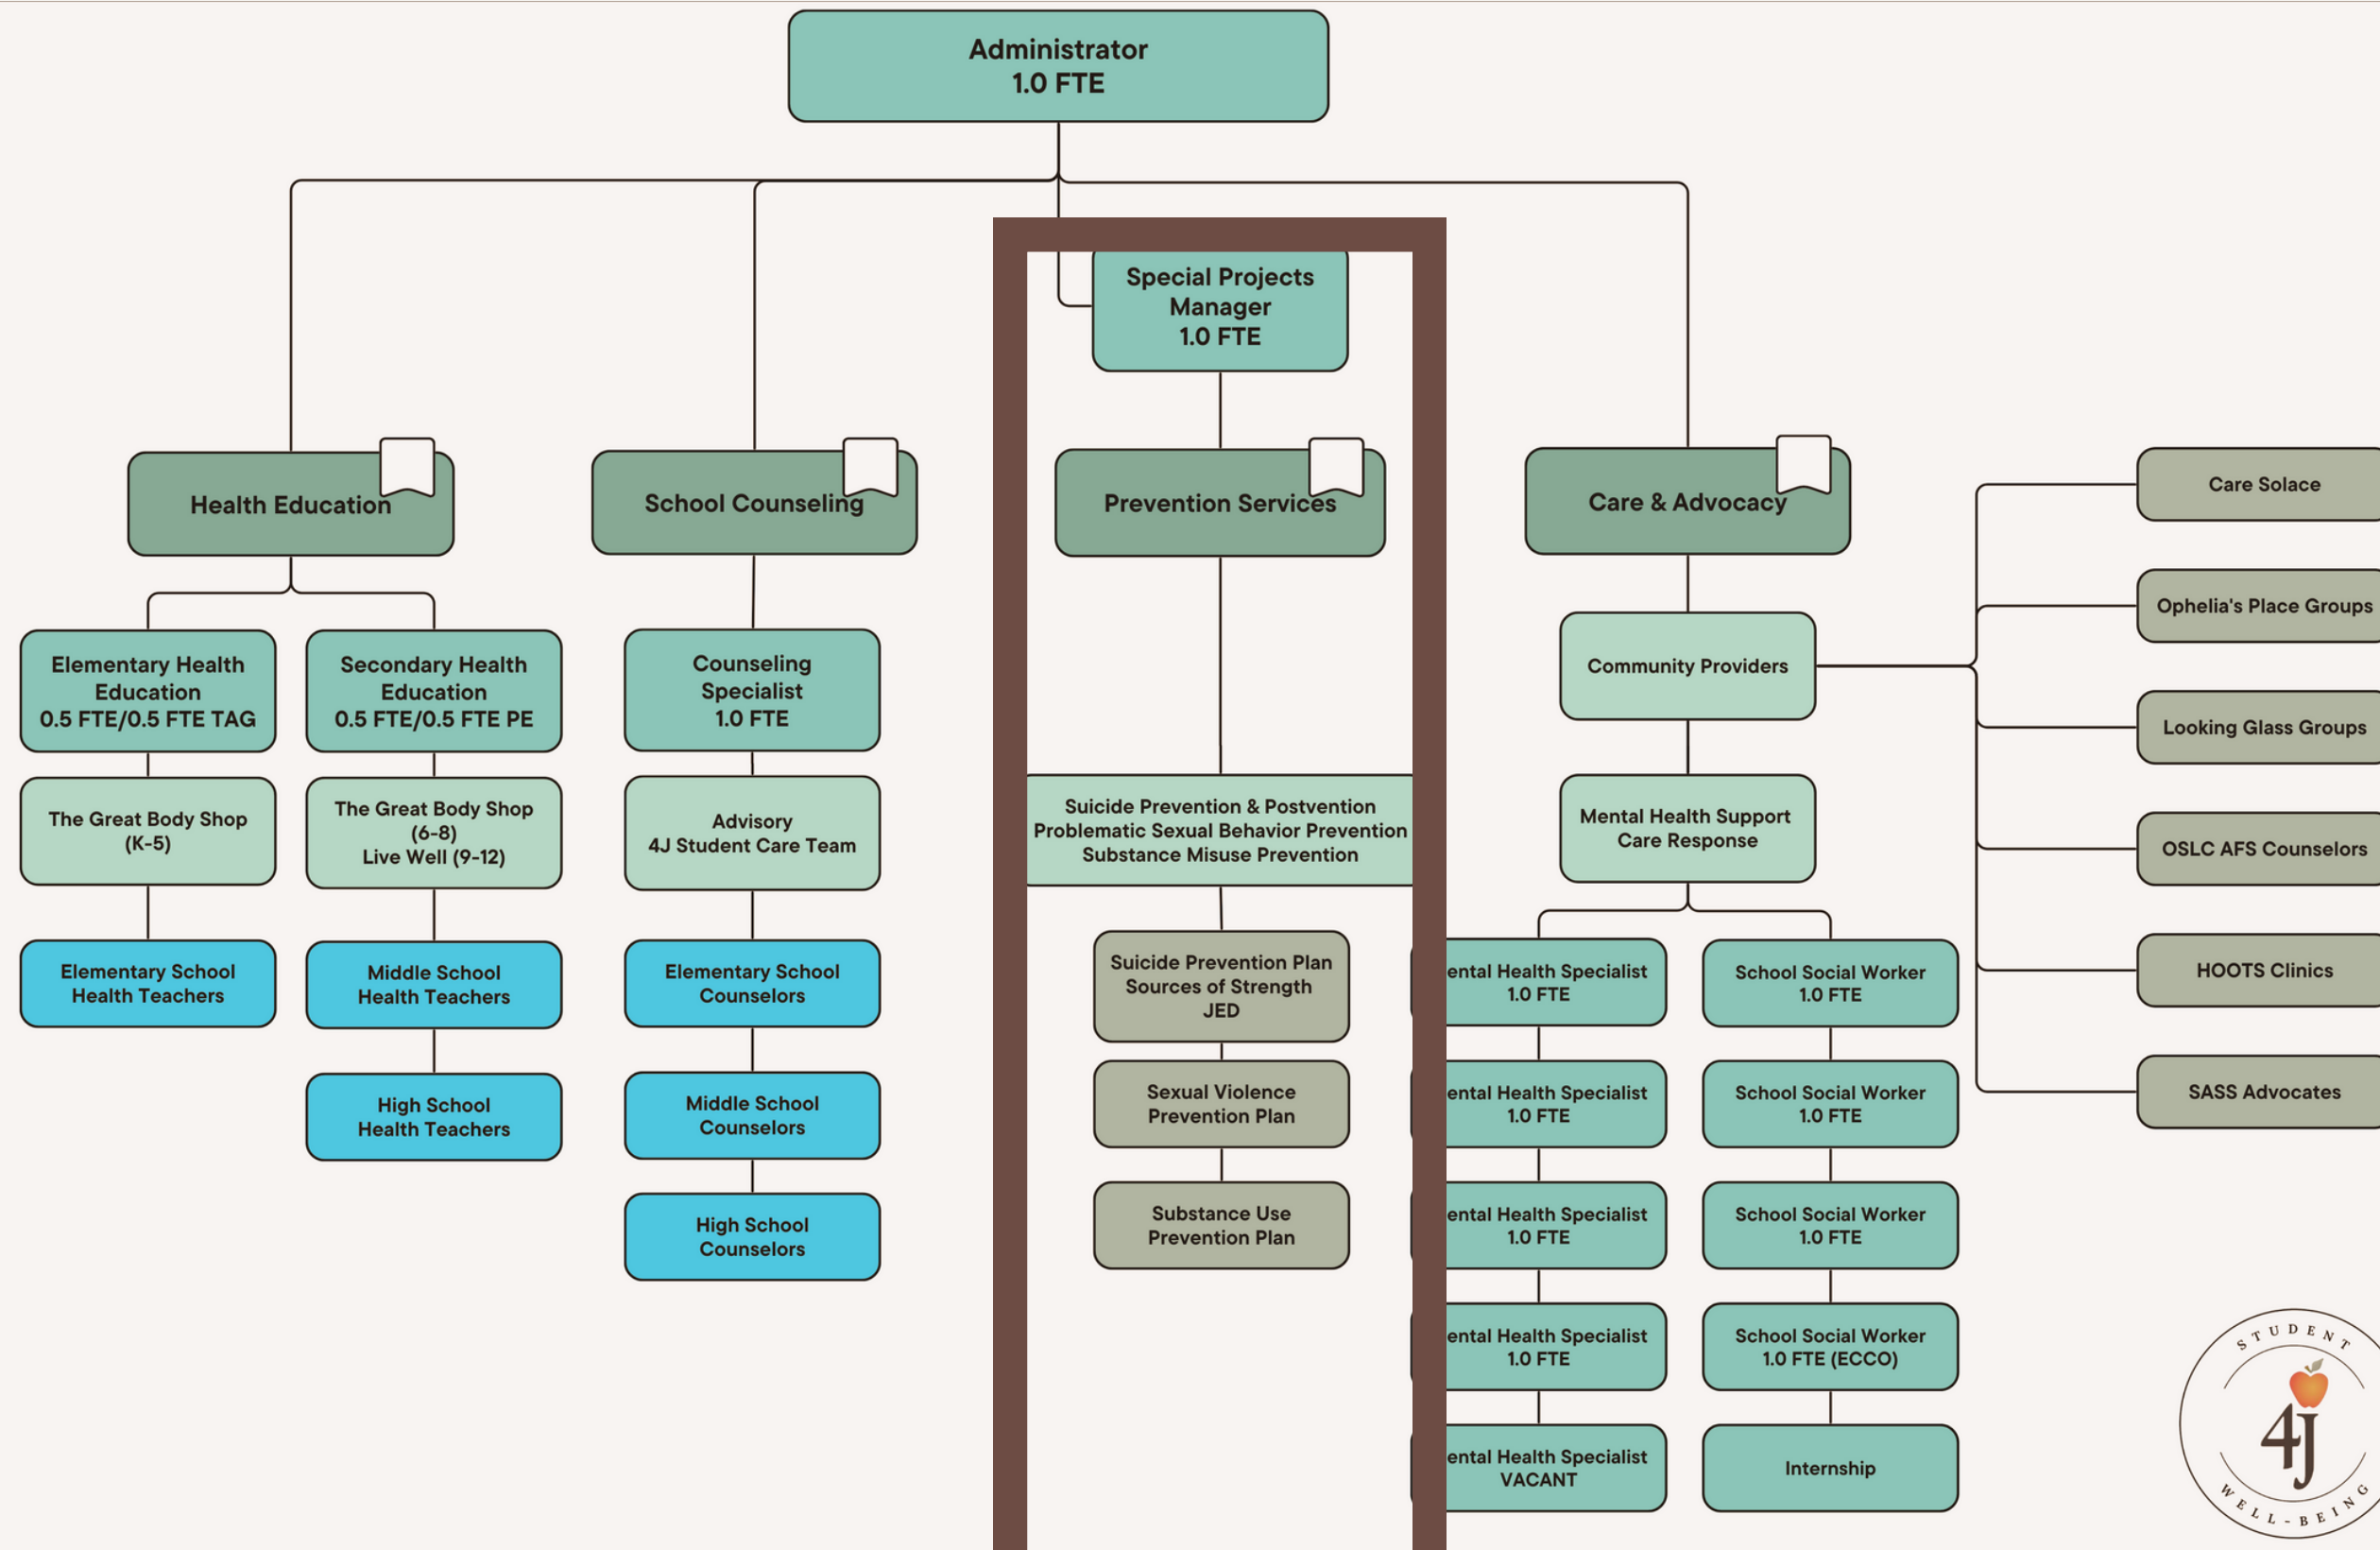 Administrator
1.0 FTE
Special Projects
Manager
1.0 FTE
Health Education
School Counseling
Prevention Services
Care & Advocacy
Elementary Health
Education
0.5 FTE/0.5 FTE TAG
Secondary Health
Education
0.5 FTE/0.5 FTE PE
Counseling
Specialist
1.0 FTE
Community Providers
The Great Body Shop
(K-5)
The Great Body Shop
(6-8)
Live Well (9-12)
Advisory
4J Student Care Team
Suicide Prevention & Postvention
Problematic Sexual Behavior Prevention
Substance Misuse Prevention
Mental Health Support
Care Response
Elementary School
Health Teachers
Middle School
Health Teachers
High School
Health Teachers
Elementary School
Counselors
Middle School
Counselors
High School
Counselors
Suicide Prevention Plan
Sources of Strength
JED
Sexual Violence
Prevention Plan
Substance Use
Prevention Plan
ental Health Specialist
1.0 FTE
ental Health Specialist
1.0 FTE
ental Health Specialist
1.0 FTE
ental Health Specialist
1.0 FTE
ental Health Specialist
VACANT
School Social Worker
1.0 FTE
School Social Worker
1.0 FTE
School Social Worker
1.0 FTE
School Social Worker
1.0 FTE (ECCO)
Internship
Care Solace
Ophelia's Place Groups
Looking Glass Groups
OSLC AFS Counselors
HOOTS Clinics
SASS Advocates
STUDENT
4J
WELL-BEING